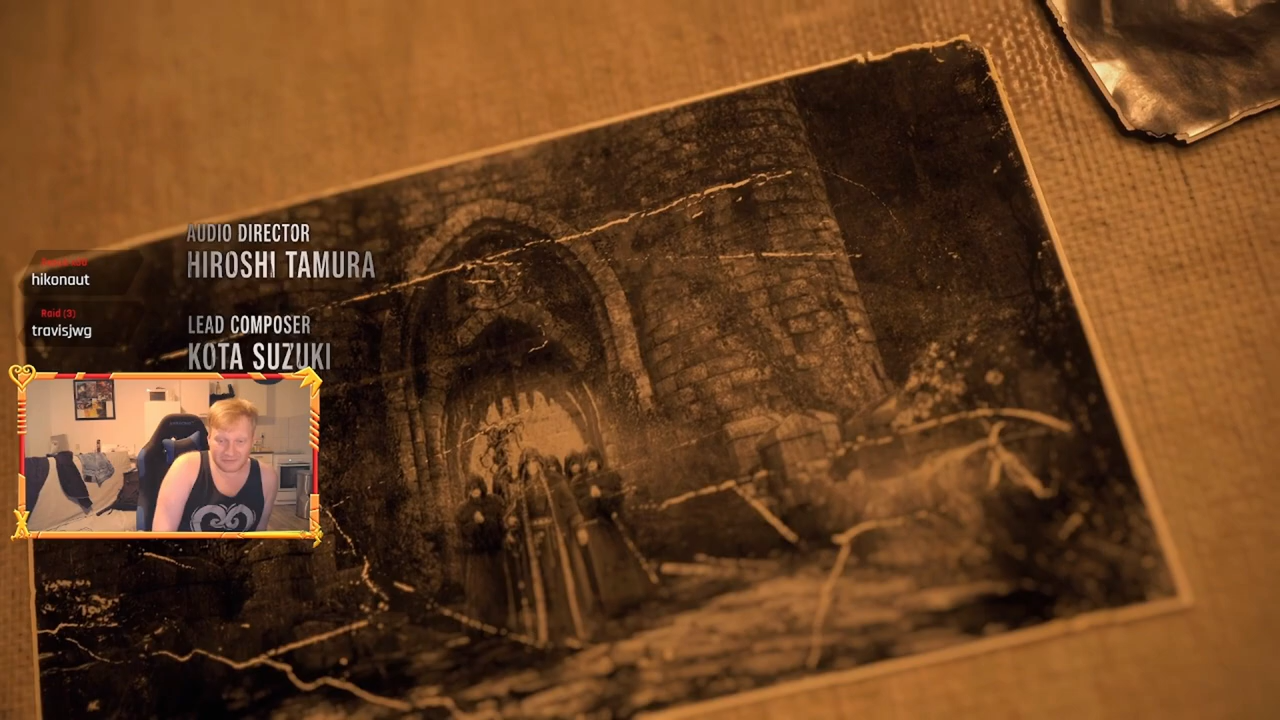 AUDIO DIRECTOR
HIROSHI TAMURA
hikonaut
Raid (3)
travisjwg
LEAD COMPOSER
KOTA SUZUKI